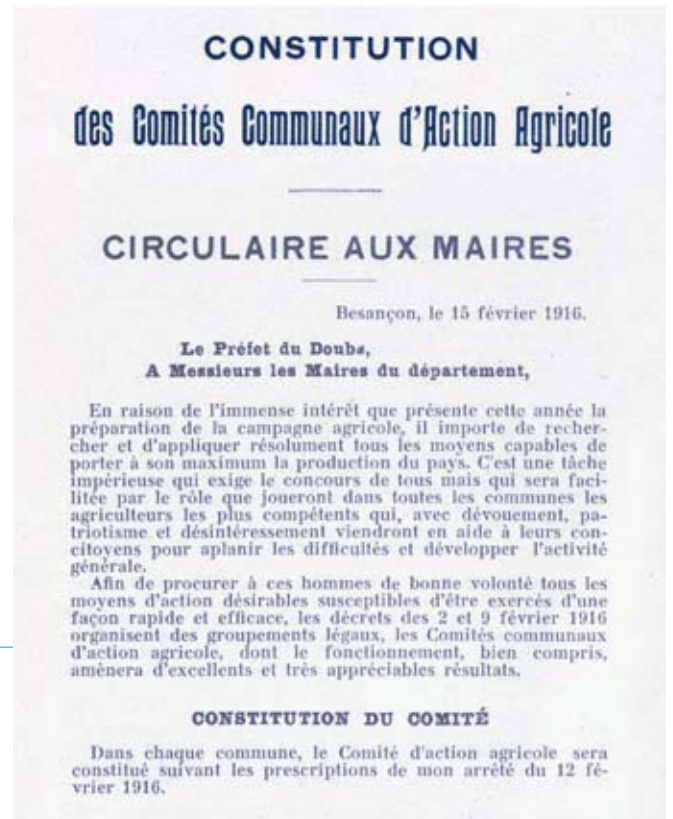 CONSTITUTION
des Comités Communaux d'Action Agricole
CIRCULAIRE AUX MAIRES
Besançon, le 15 février 1916.
Le Préfet du Doubs,
A Messieurs les Maires du département,
En raison de l'immense intérêt que présente cette année la
préparation de la campagne agricole, il importe de recher-
cher et d'appliquer résolument tous les moyens capables de
porter à son maximum la production du pays. C'est une tâche
impérieuse qui exige le concours de tous mais qui sera faci-
litée par le rôle que joueront dans toutes les communes les
agriculteurs les plus compétents qui, avec dévouement, pa-
triotisme et désintéressement viendront en aide à leurs con-
citoyens pour aplanir les difficultés et développer l'activité
générale.
Afin de procurer à ces hommes de bonne volonté tous les
moyens d'action désirables susceptibles d'être exercés d'une
façon rapide et efficace, les décrets des 2 et 9 février 1916
organisent des groupements légaux, les Comités communaux
d'action agricole, dont le fonctionnement, bien compris,
amènera d'excellents et très appréciables résultats.
CONSTITUTION DU COMITÉ
Dans chaque commune, le Comité d'action agricole sera
constitué suivant les prescriptions de mon arrêté du 12 fé-
vrier 1916.